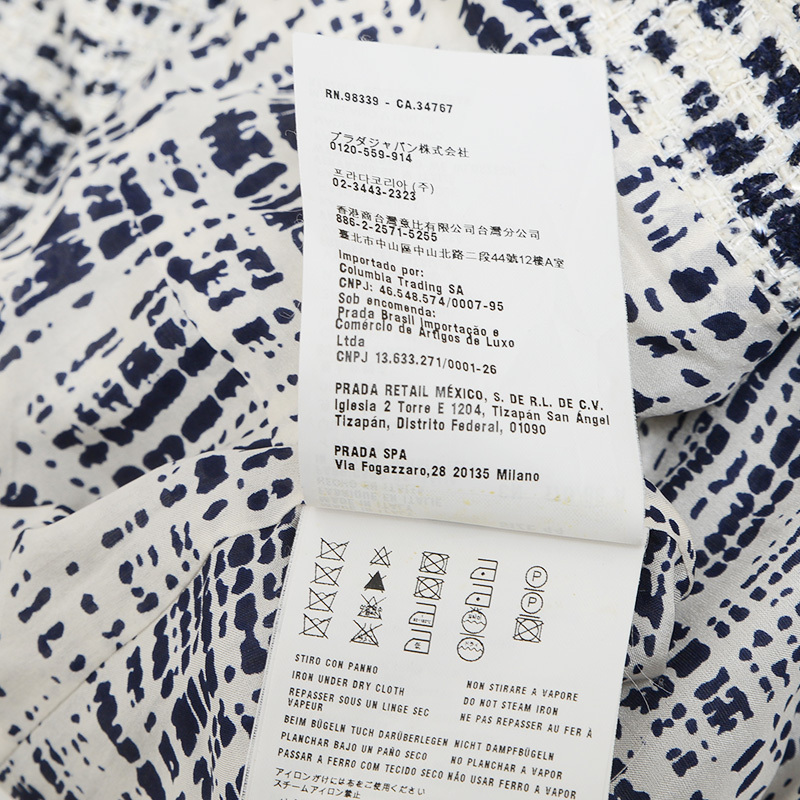 RN.98339 - CA.34767
プラダジャパン株式会社
0120-559-914
프라다코리아 (주)
02-3443-2323
香港商台灣意比有限公司台灣分公司
886-2-2571-5255
臺北市中山區中山北路二段44號12樓A室
Importado por:
Columbia Trading SA
CNPJ: 46.548.574/0007-95
Sob encomenda:
Prada Brasil Importação e
Comércio de Artigos de Luxo
Ltda
CNPJ 13.633.271/0001-26
PRADA RETAIL MÉXICO, S. DE R.L. DE C.V.
Iglesia 2 Torre E 1204, Tizapán San Ángel
Tizapán, Distrito Federal, 01090
PRADA SPA
Via Fogazzaro,28 20135 Milano
P
P
STIRO CON PANNO
IRON UNDER DRY CLOTH
REPASSER SOUS UN LINGE SEC
VAPEUR
BEIM BÜGELN TUCH DARÜBERLEGEN
PLANCHAR BAJO UN PAÑO SECO
PASSAR A FERRO COM TECIDO SECO
アイロンがけには布をご使用ください
スチームアイロン禁止
NON STIRARE A VAPORE
DO NOT STEAM IRON
NE PAS REPASSER AU FER À
NICHT DAMPFBÜGELN
NO PLANCHAR A VAPOR
NÃO USAR FERRO A VAPOR